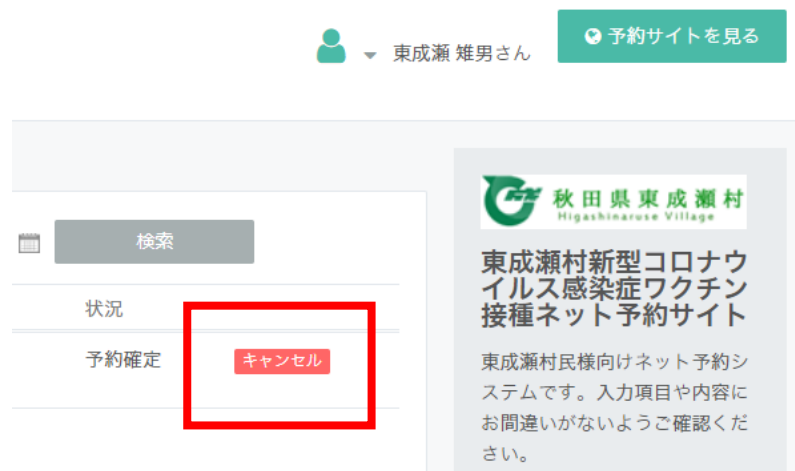 東成瀬 雉男さん
予約サイトを見る
検索
状況
予約確定
キャンセル
秋田県東成瀬村
Higashinaruse Village
東成瀬村新型コロナウ
イルス感染症ワクチン
接種ネット予約サイト
東成瀬村民様向けネット予約シ
ステムです。入力項目や内容に
お間違いがないようご確認くだ
さい。